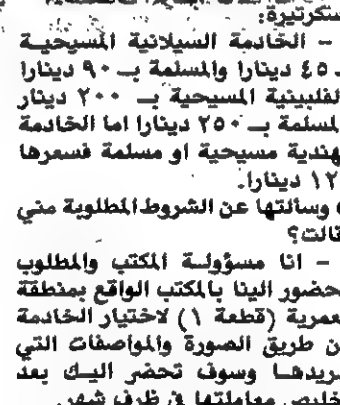 سكرتيرة:
– الخادمة السيلانية المسيحية
بـ ٤٥ دينارا والمسلمة بـ ٩٠ دينارا
الفلبينية المسيحية بـ ٢٠٠ دينار
المسلمة بـ ٢٥٠ دينارا اما الخادمة
هندية مسيحية او مسلمة فسعرها
١٢ دينارا.
وسألتها عن الشروط المطلوبة مني
قالت؟
– انا مسؤولة المكتب والمطلوب
حضور الينا بالمكتب الواقع بمنطقة
عمرية (قطعة ١) لاختيار الخادمة
ن طريق الصورة والمواصفات التي
ريدها وسوف تحضر اليك بعد
خليص معاملتها في ظرف شهر.